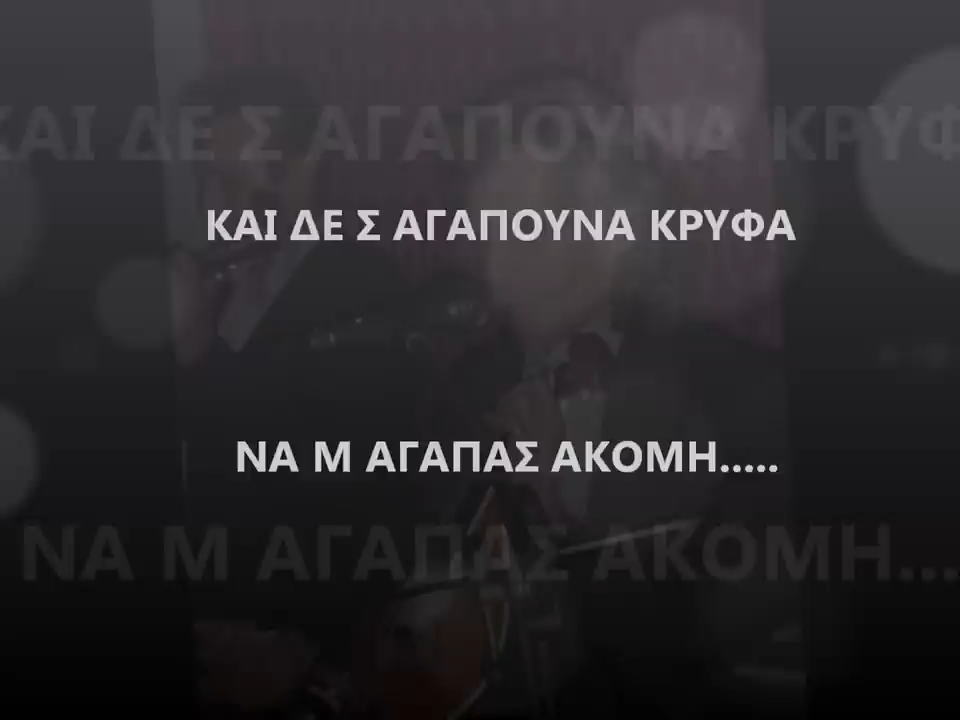 ΚΑΙ ΔΕ Σ ΑΓΑΠΟΥΝΑ ΚΡΥΦΑ
ΚΑΙ ΔΕ Σ ΑΓΑΠΟΥΝΑ ΚΡΥΦΑ
ΝΑ Μ ΑΓΑΠΑΣ ΑΚΟΜΗ.....
ΝΑ Μ ΑΓΑΠΑΣ ΑΚΟΜΗ...